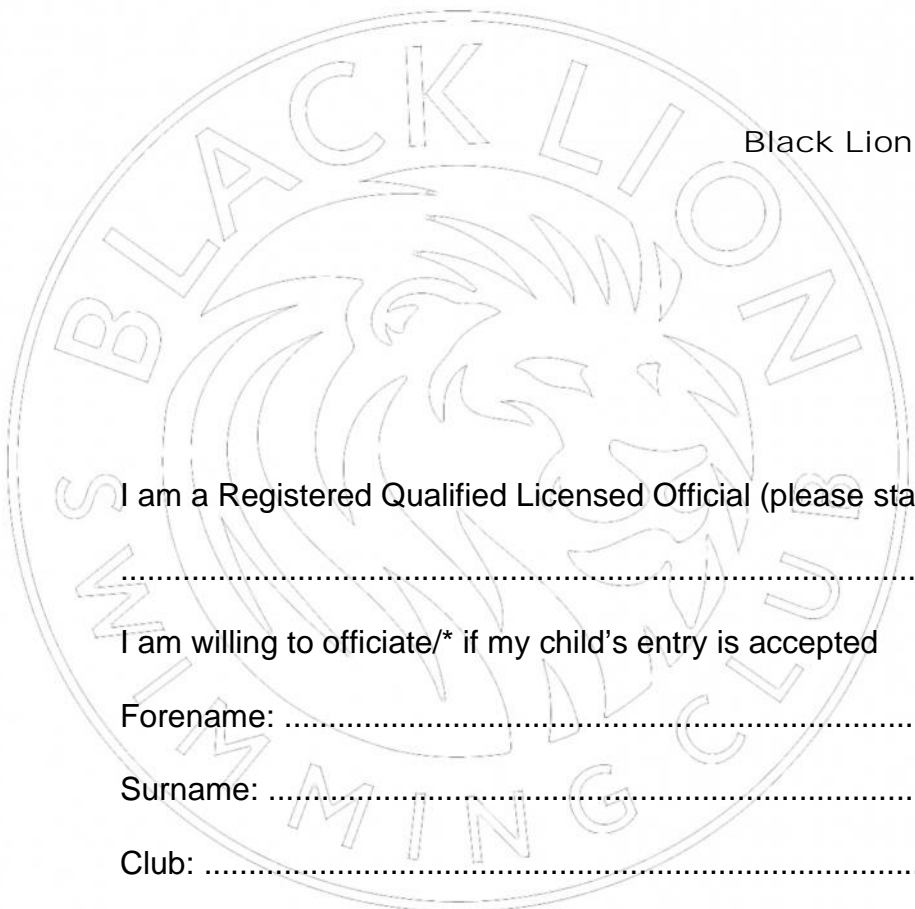 BLACK LION
SWIMMING CLUB
Black Lion
I am a Registered Qualified Licensed Official (please sta
................................................................................
I am willing to officiate/* if my child’s entry is accepted
Forename: ................................................................
Surname: ..................................................................
Club: ........................................................................